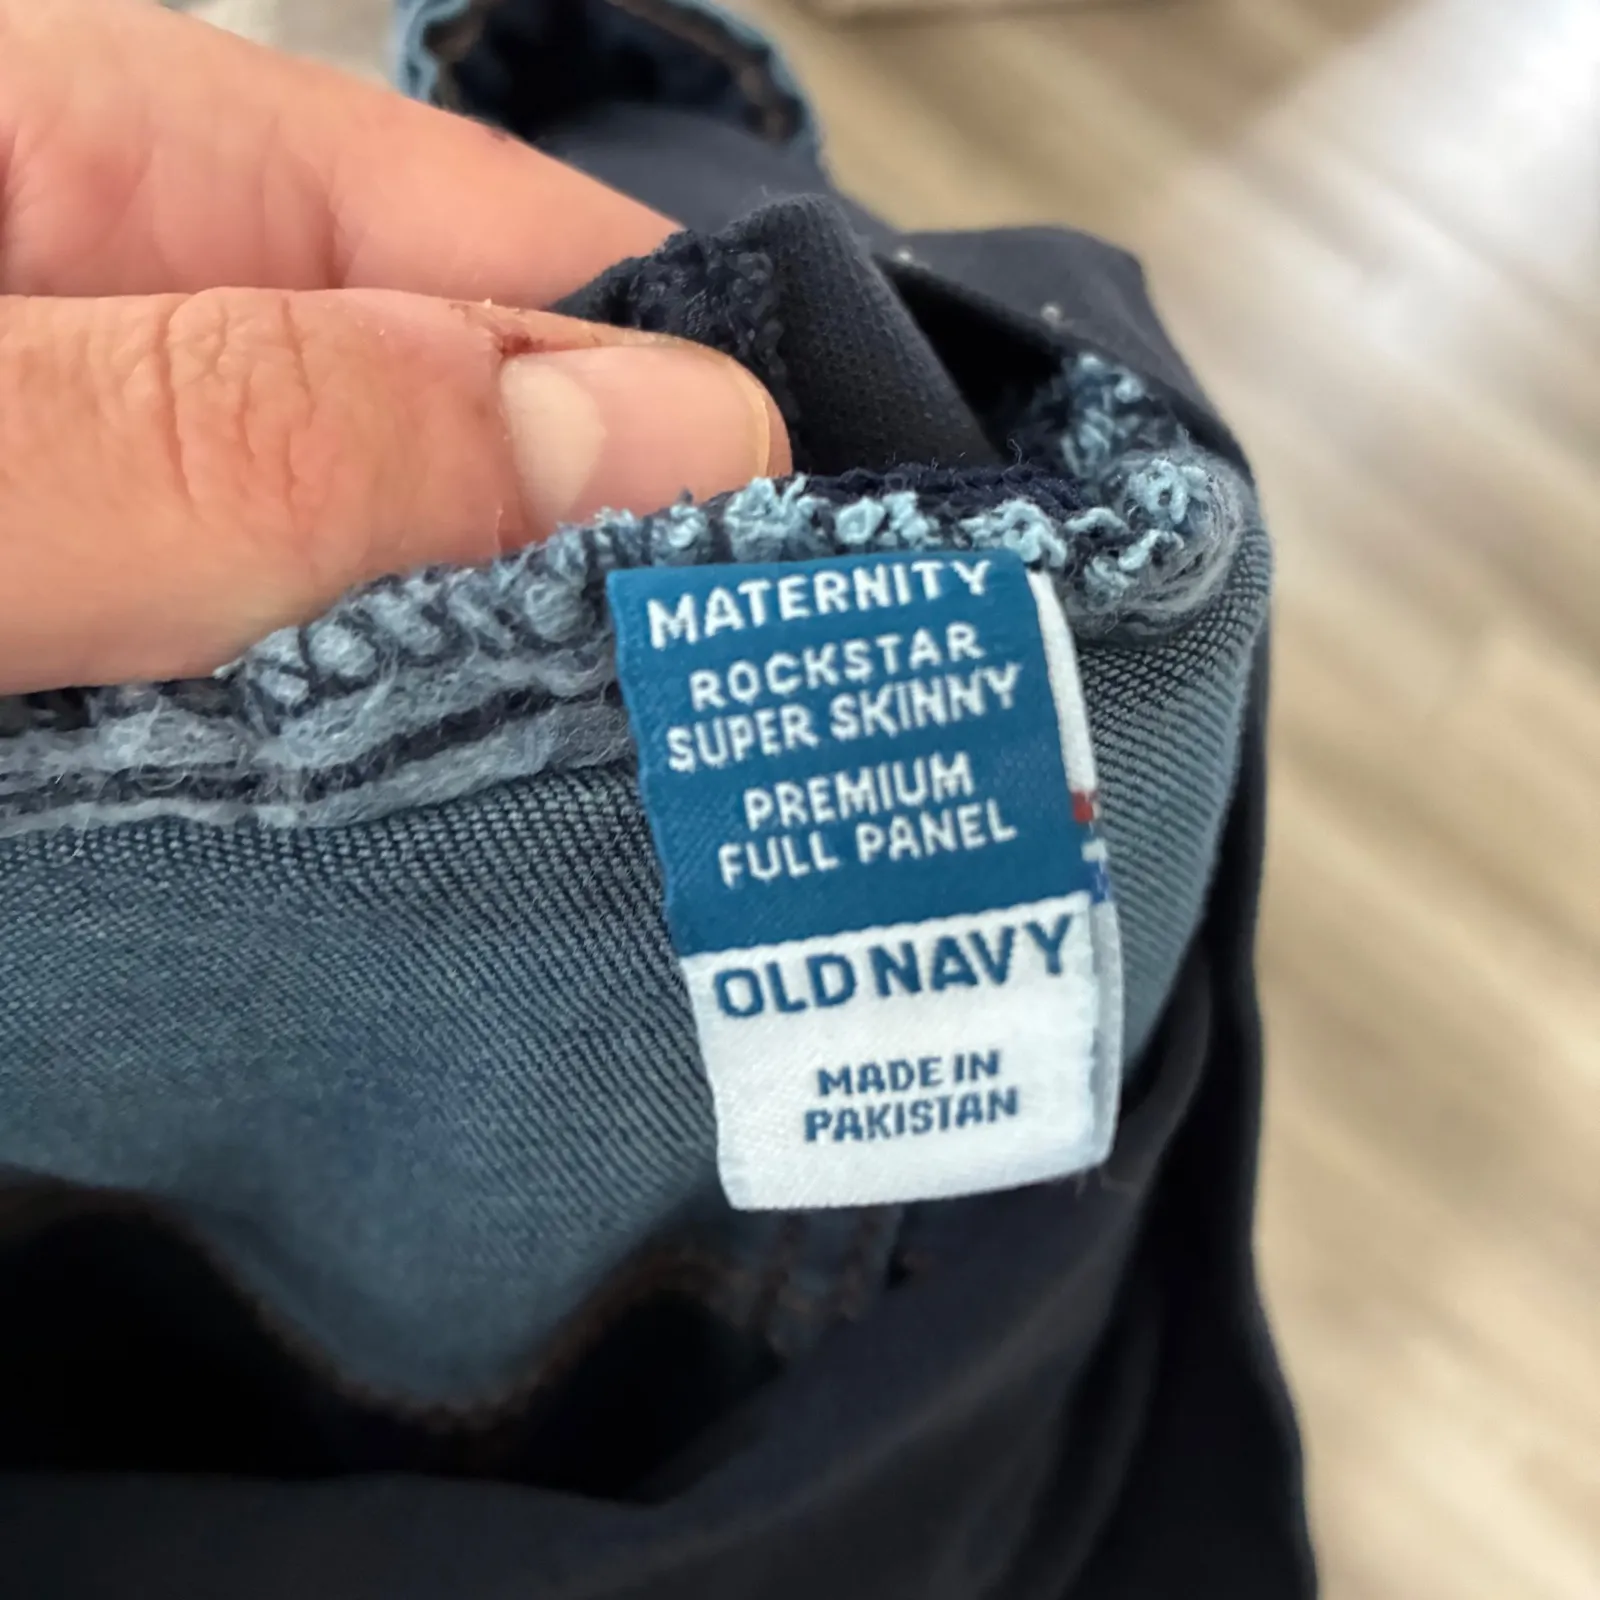 MATERNITY
ROCKSTAR
SUPER SKINNY
PREMIUM
FULL PANEL
OLD NAVY
MADE IN
PAKISTAN